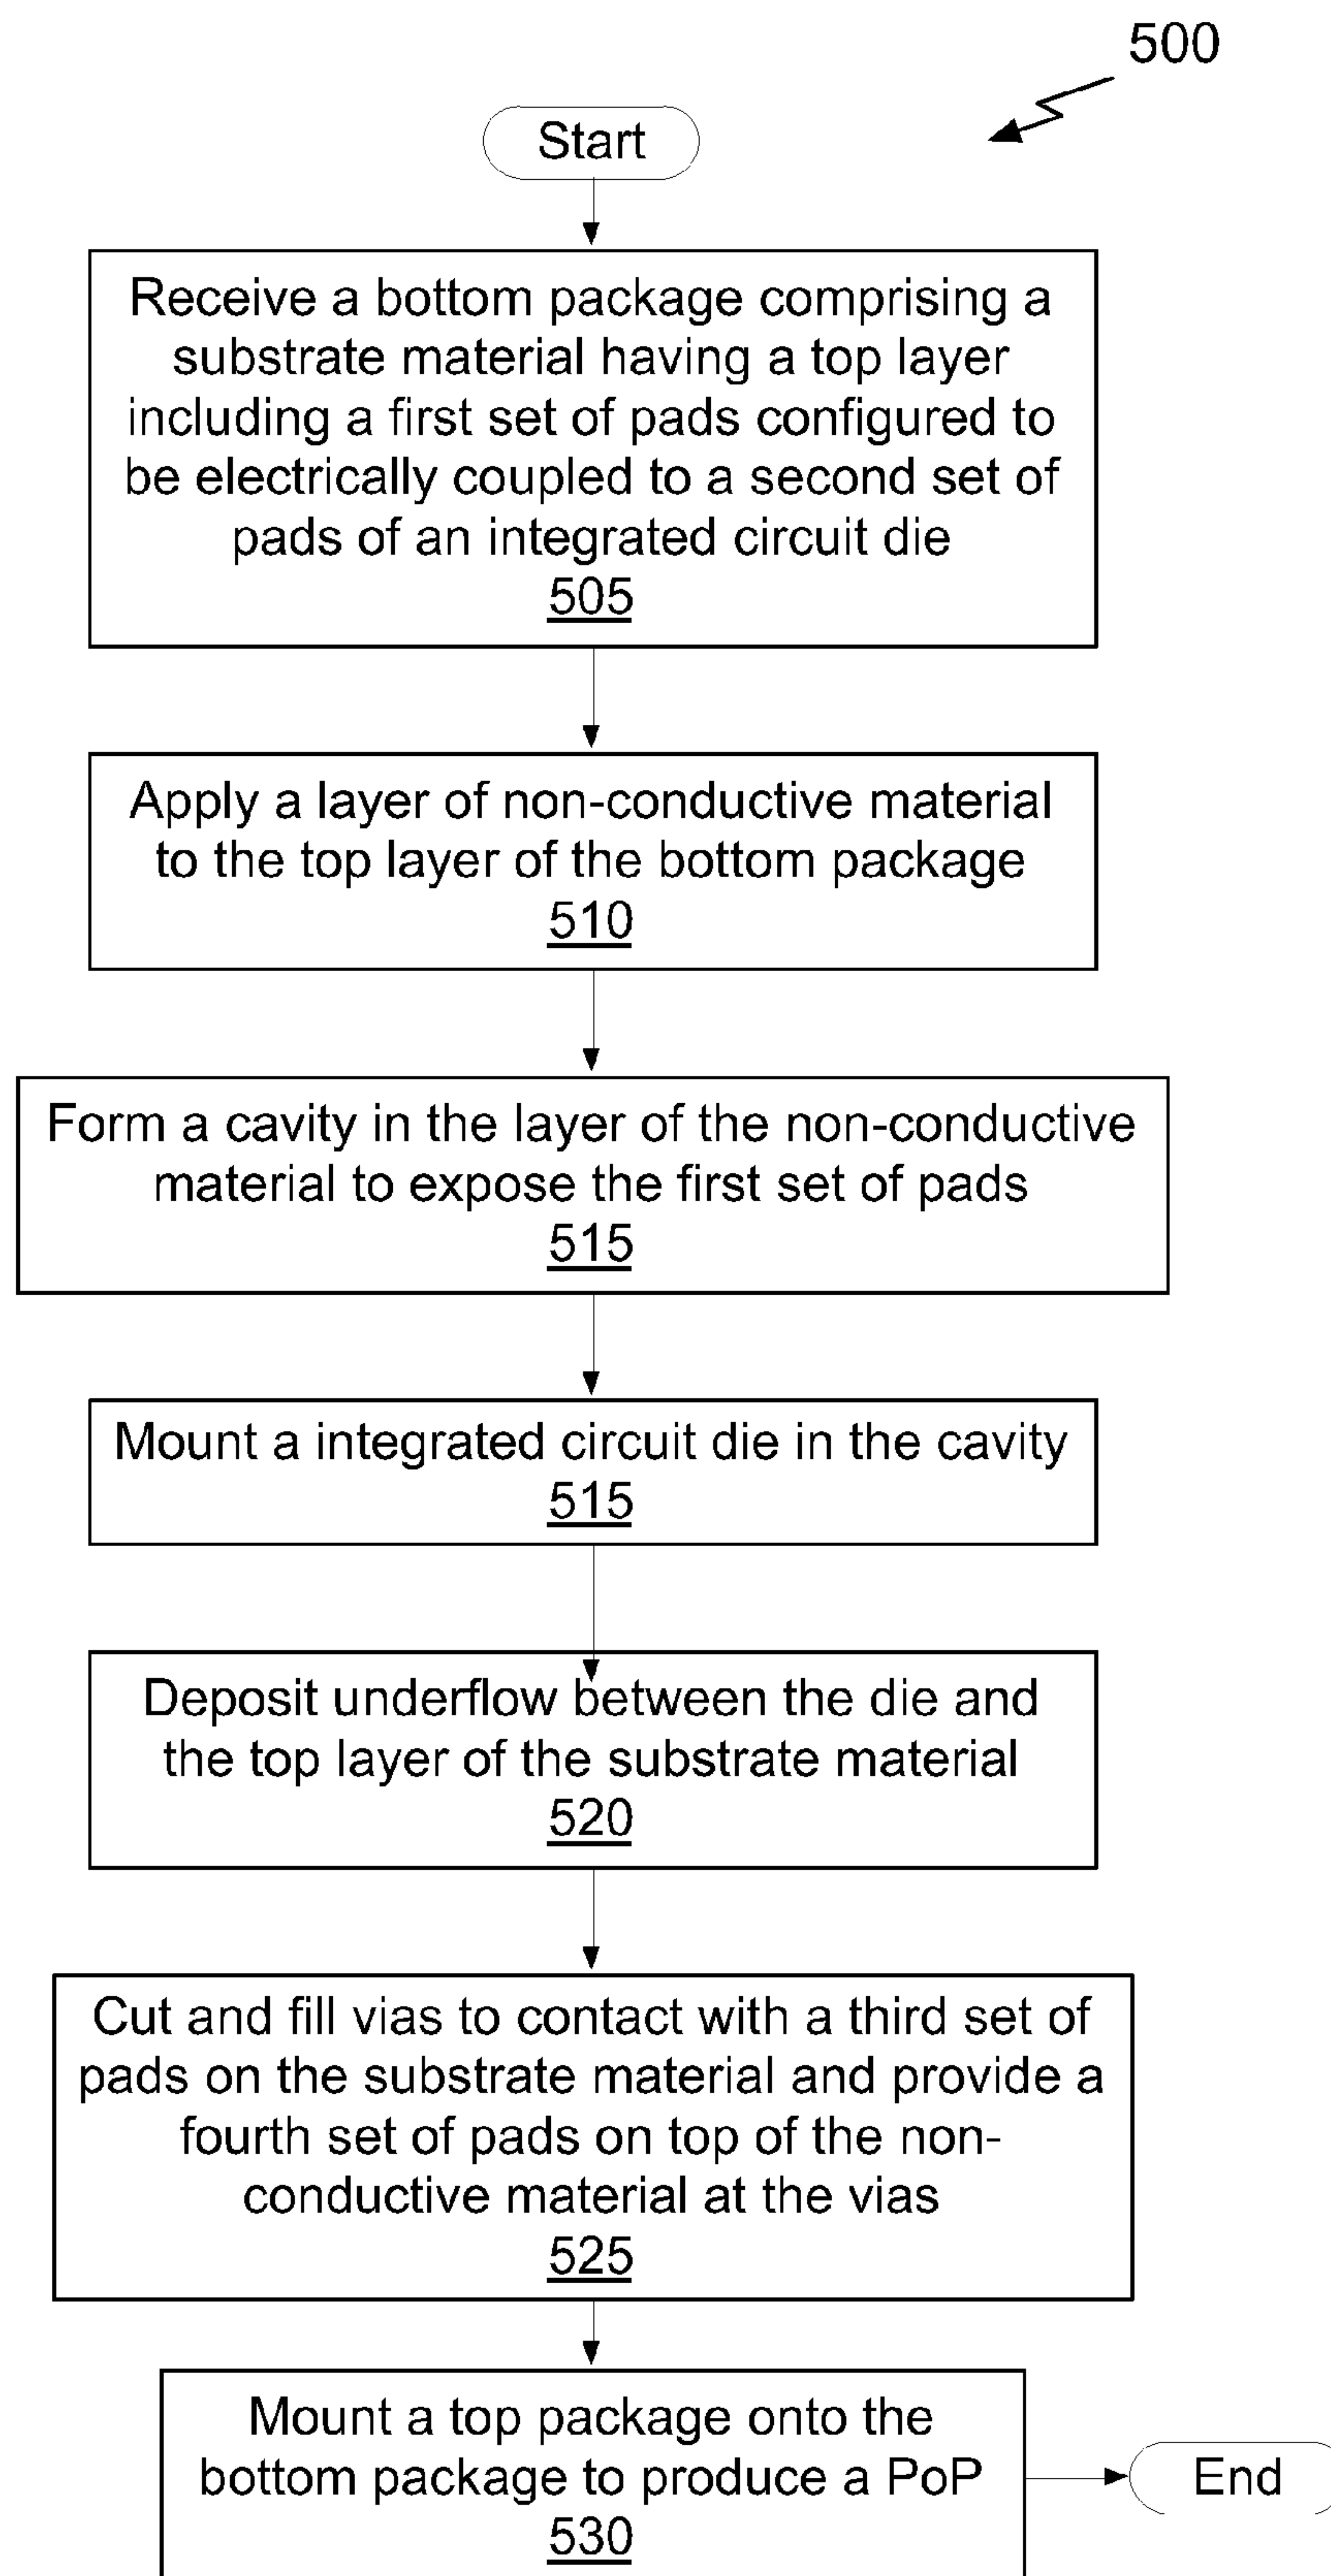 500
Start
Receive a bottom package comprising a
substrate material having a top layer
including a first set of pads configured to
be electrically coupled to a second set of
pads of an integrated circuit die
505
Apply a layer of non-conductive material
to the top layer of the bottom package
510
Form a cavity in the layer of the non-conductive
material to expose the first set of pads
515
Mount a integrated circuit die in the cavity
515
Deposit underflow between the die and
the top layer of the substrate material
520
Cut and fill vias to contact with a third set of
pads on the substrate material and provide a
fourth set of pads on top of the non-
conductive material at the vias
525
Mount a top package onto the
bottom package to produce a PoP
530
End